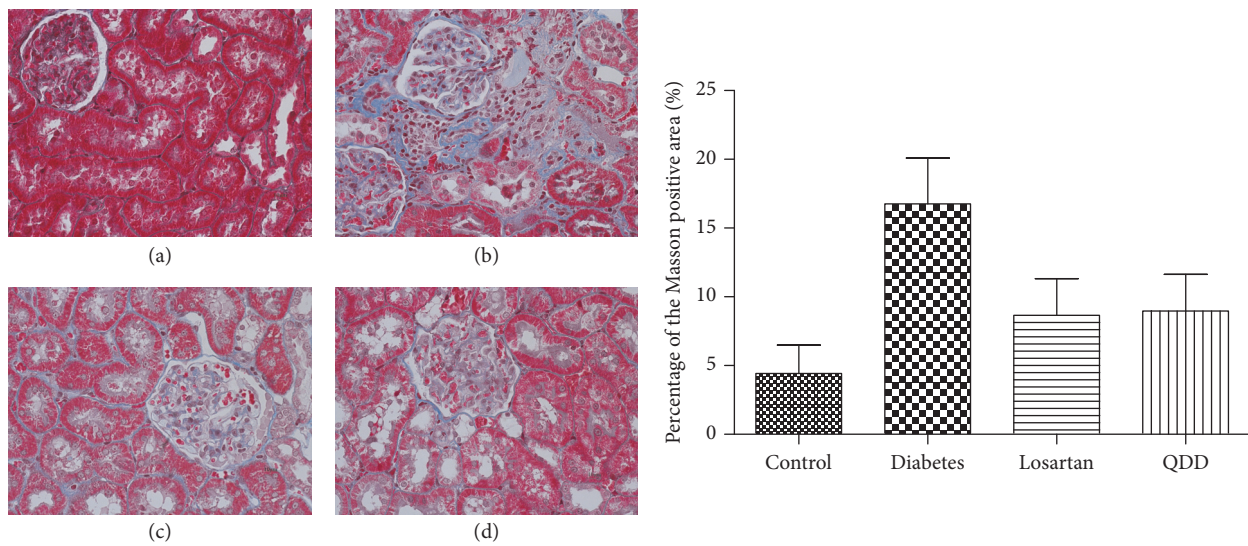 (a)
(b)
(c)
(d)
Percentage of the Masson positive area (%)
25
20
15
10
5
0
Control Diabetes Losartan QDD